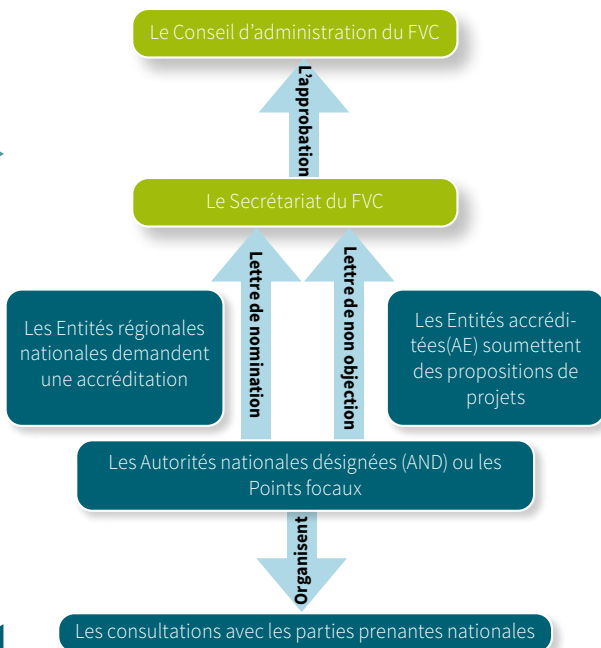 Le Conseil d'administration du FVC
L'approbation
Le Secrétariat du FVC
Lettre de nomination
Lettre de non objection
Les Entités régionales
nationales demandent
une accréditation
Les Entités accrédi-
tées(AE) soumettent
des propositions de
projets
Les Autorités nationales désignées (AND) ou les
Points focaux
Organisent
Les consultations avec les parties prenantes nationales